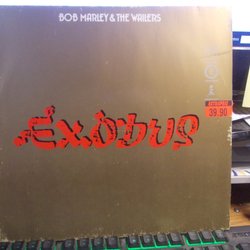 BOB MARLEY & THE WAILERS
39.90
Exodus